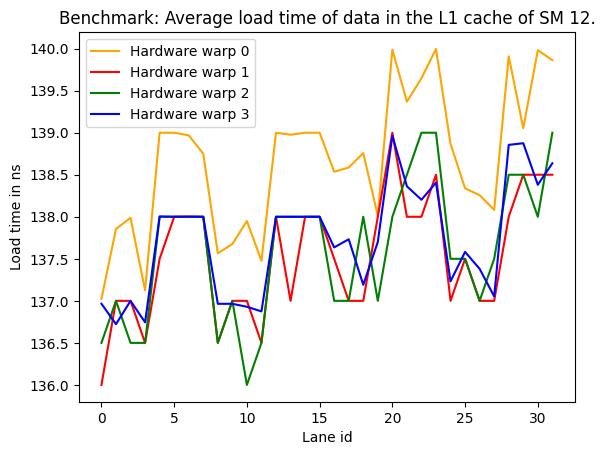 Benchmark: Average load time of data in the L1 cache of SM 12.
Hardware warp 0
Hardware warp 1
Hardware warp 2
Hardware warp 3
Load time in ns
140.0
139.5
139.0
138.5
138.0
137.5
137.0
136.5
136.0
0 5 10 15 20 25 30
Lane id